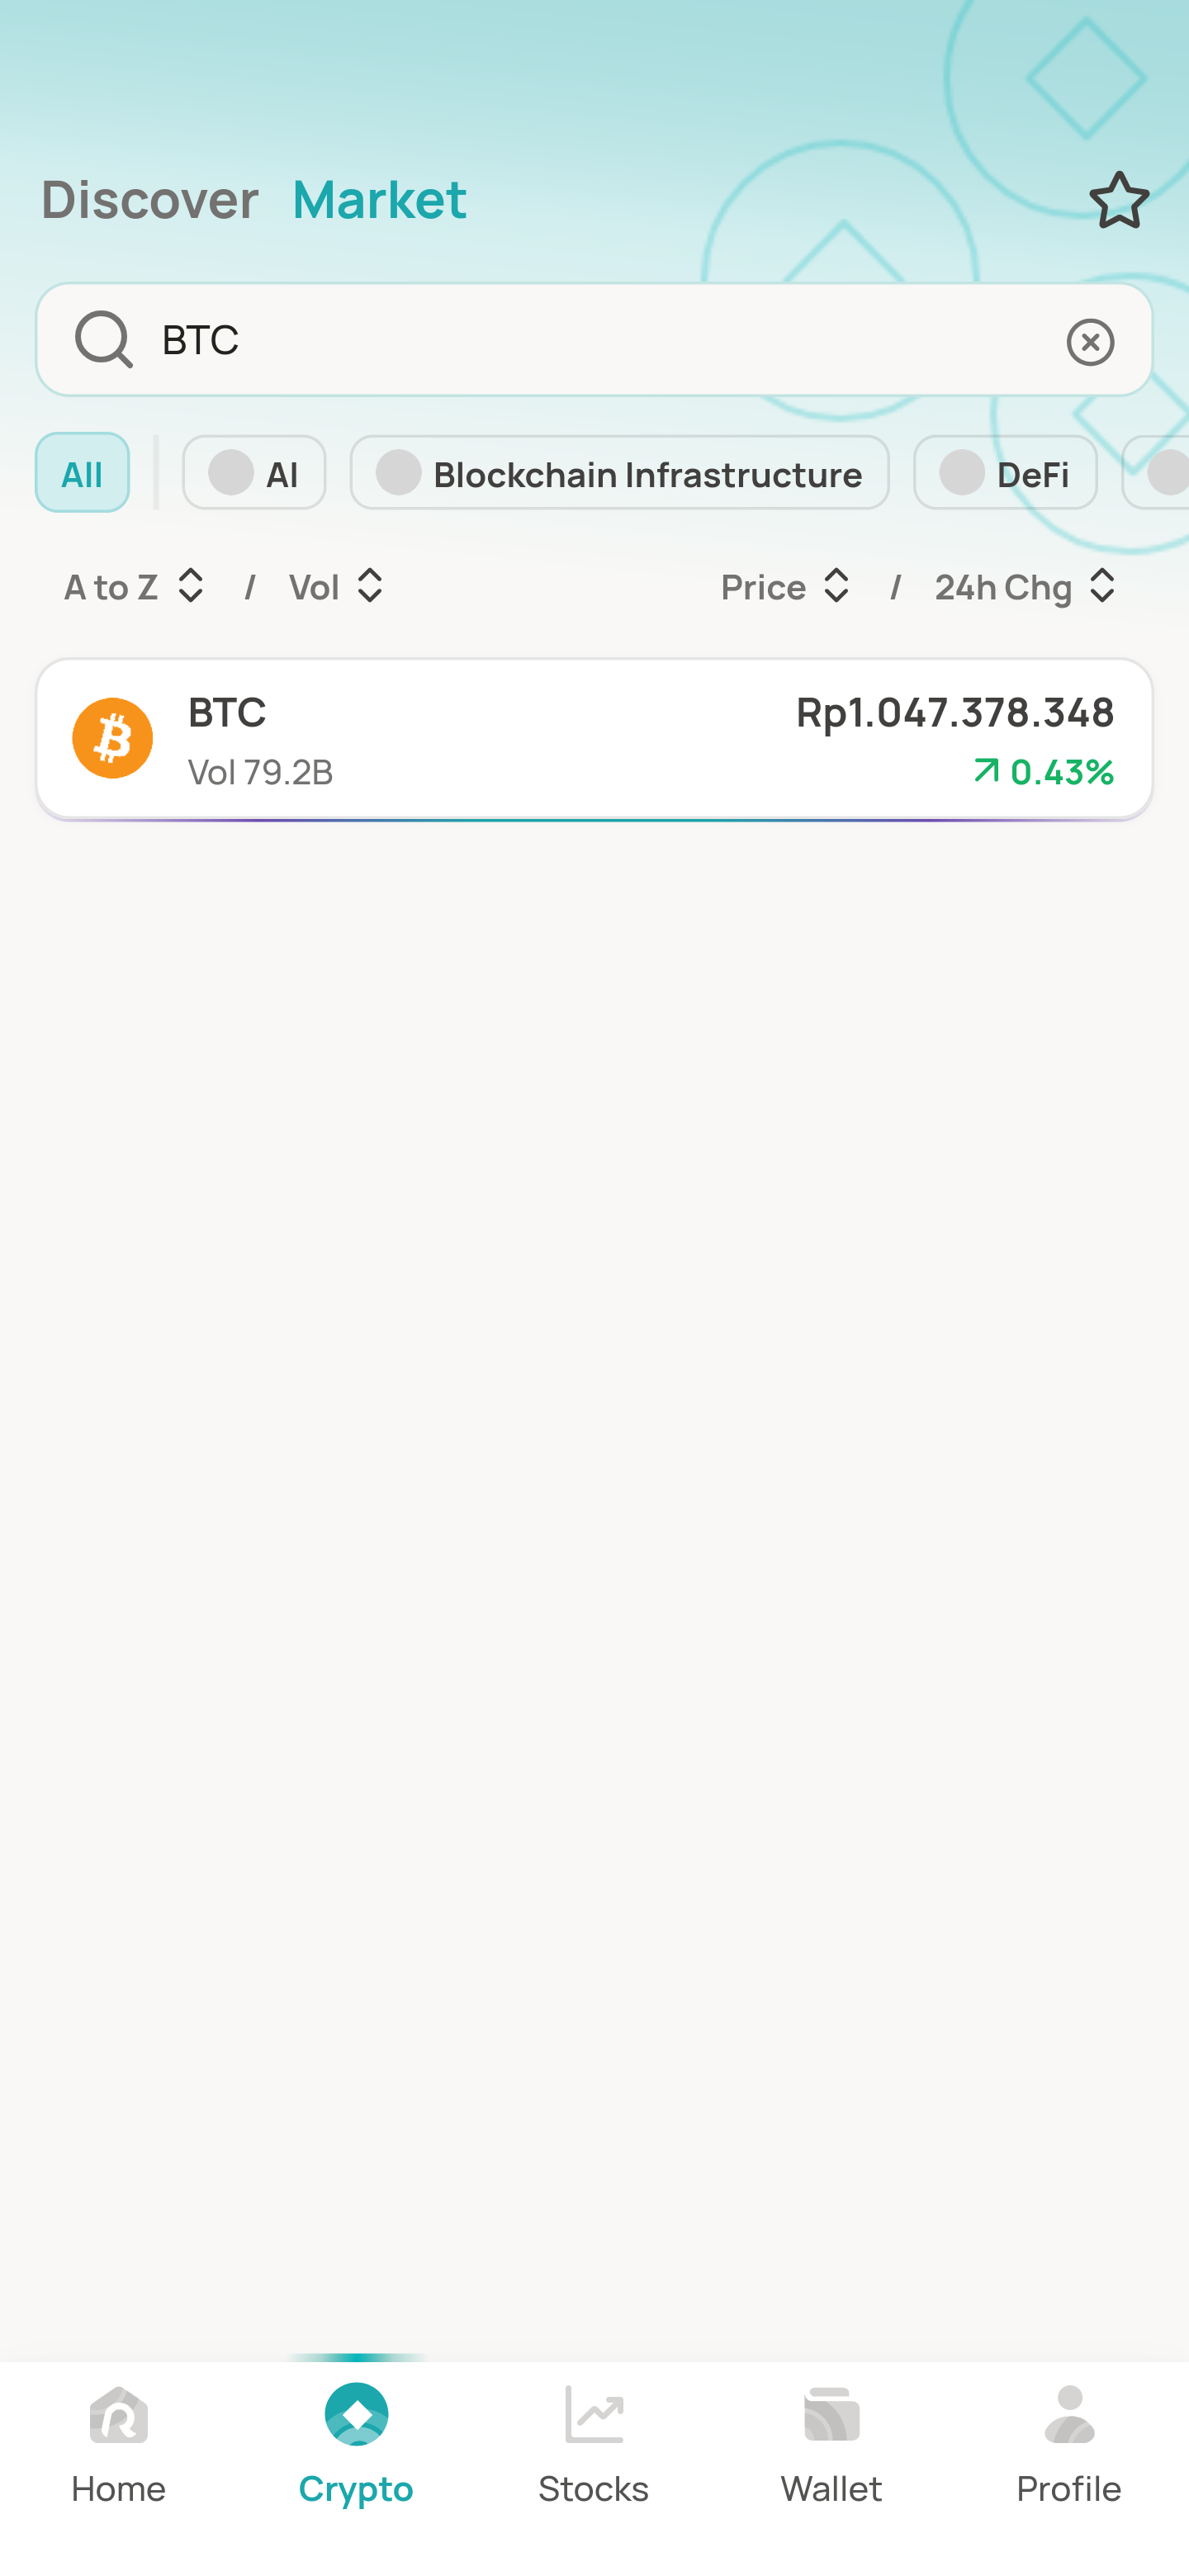 Discover Market
BTC
All AI Blockchain Infrastructure DeFi
A to Z / Vol Price / 24h Chg
BTC Rp1.047.378.348
Vol 79.2B 0.43%
Home Crypto Stocks Wallet Profile